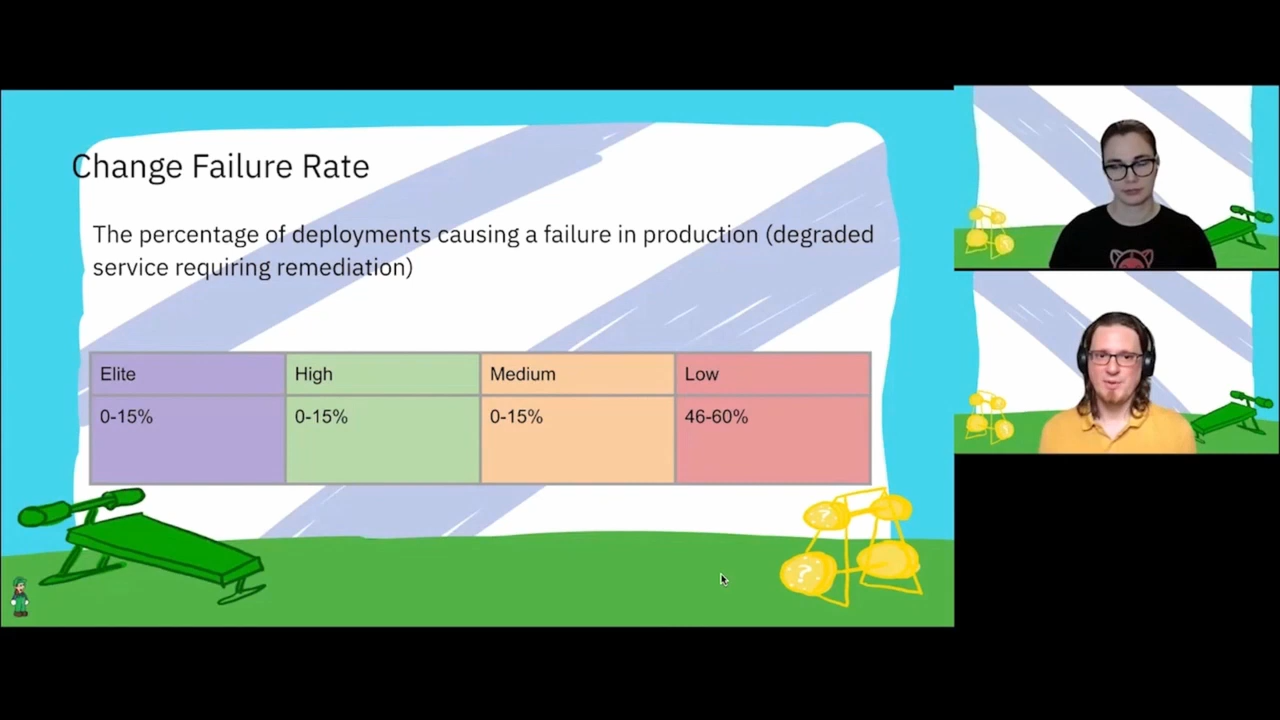 Change Failure Rate
The percentage of deployments causing a failure in production (degraded
service requiring remediation)
Elite High Medium Low
0-15% 0-15% 0-15% 46-60%
? ?